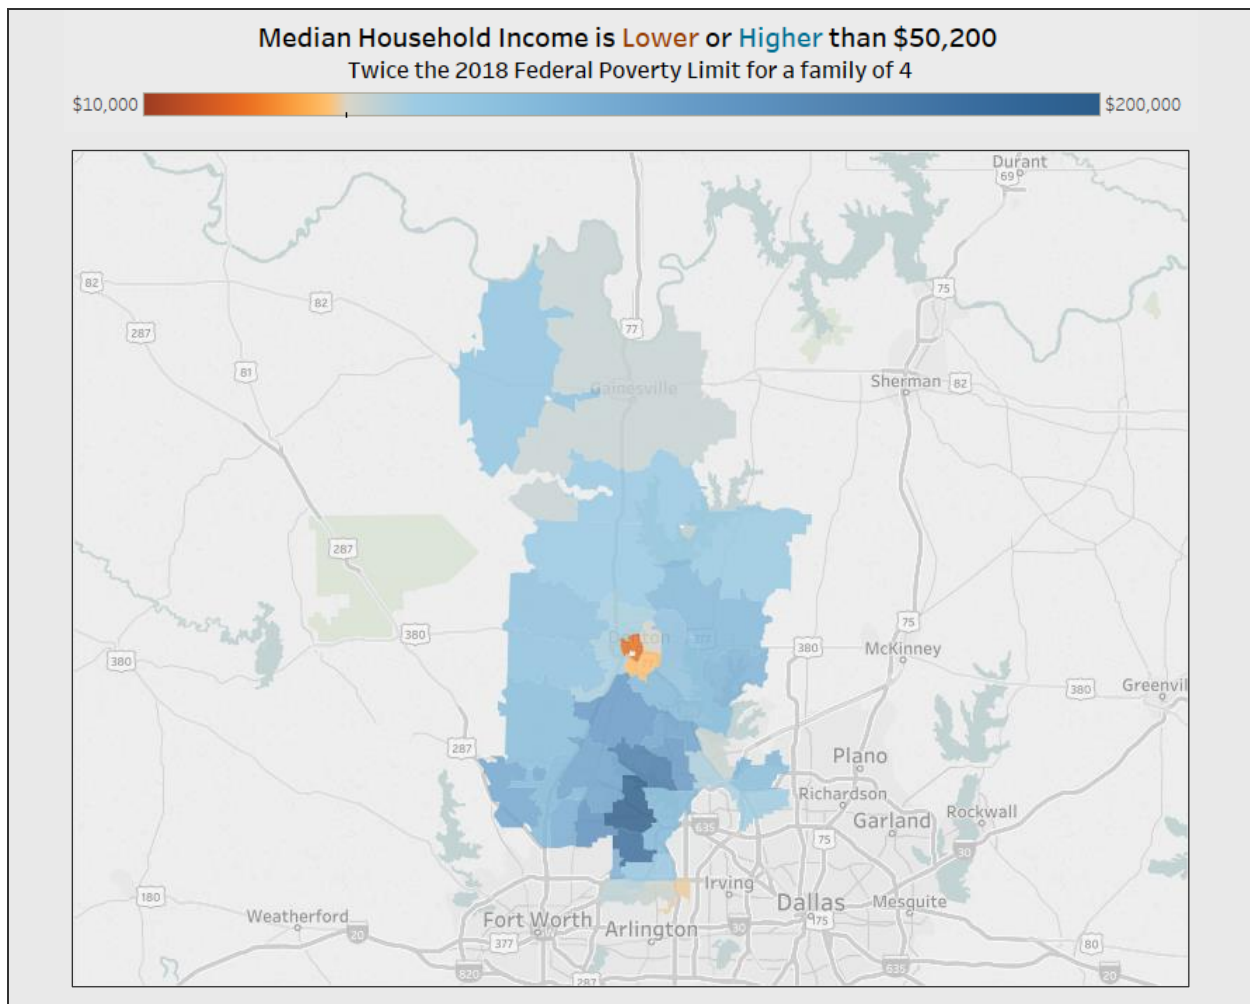 Median Household Income is Lower or Higher than $50,200
Twice the 2018 Federal Poverty Limit for a family of 4
$10,000
$200,000
Durant
69
82
82
75
287
77
81
Gainesville
Sherman
82
287
380
75
Denton
380
McKinney
380
380
Greenvil
287
Plano
Richardson
Rockwall
Garland
635
75
30
180
Irving
Dallas
Mesquite
Weatherford
20
Fort Worth
Arlington
30
75
377
80
820
287
635
20